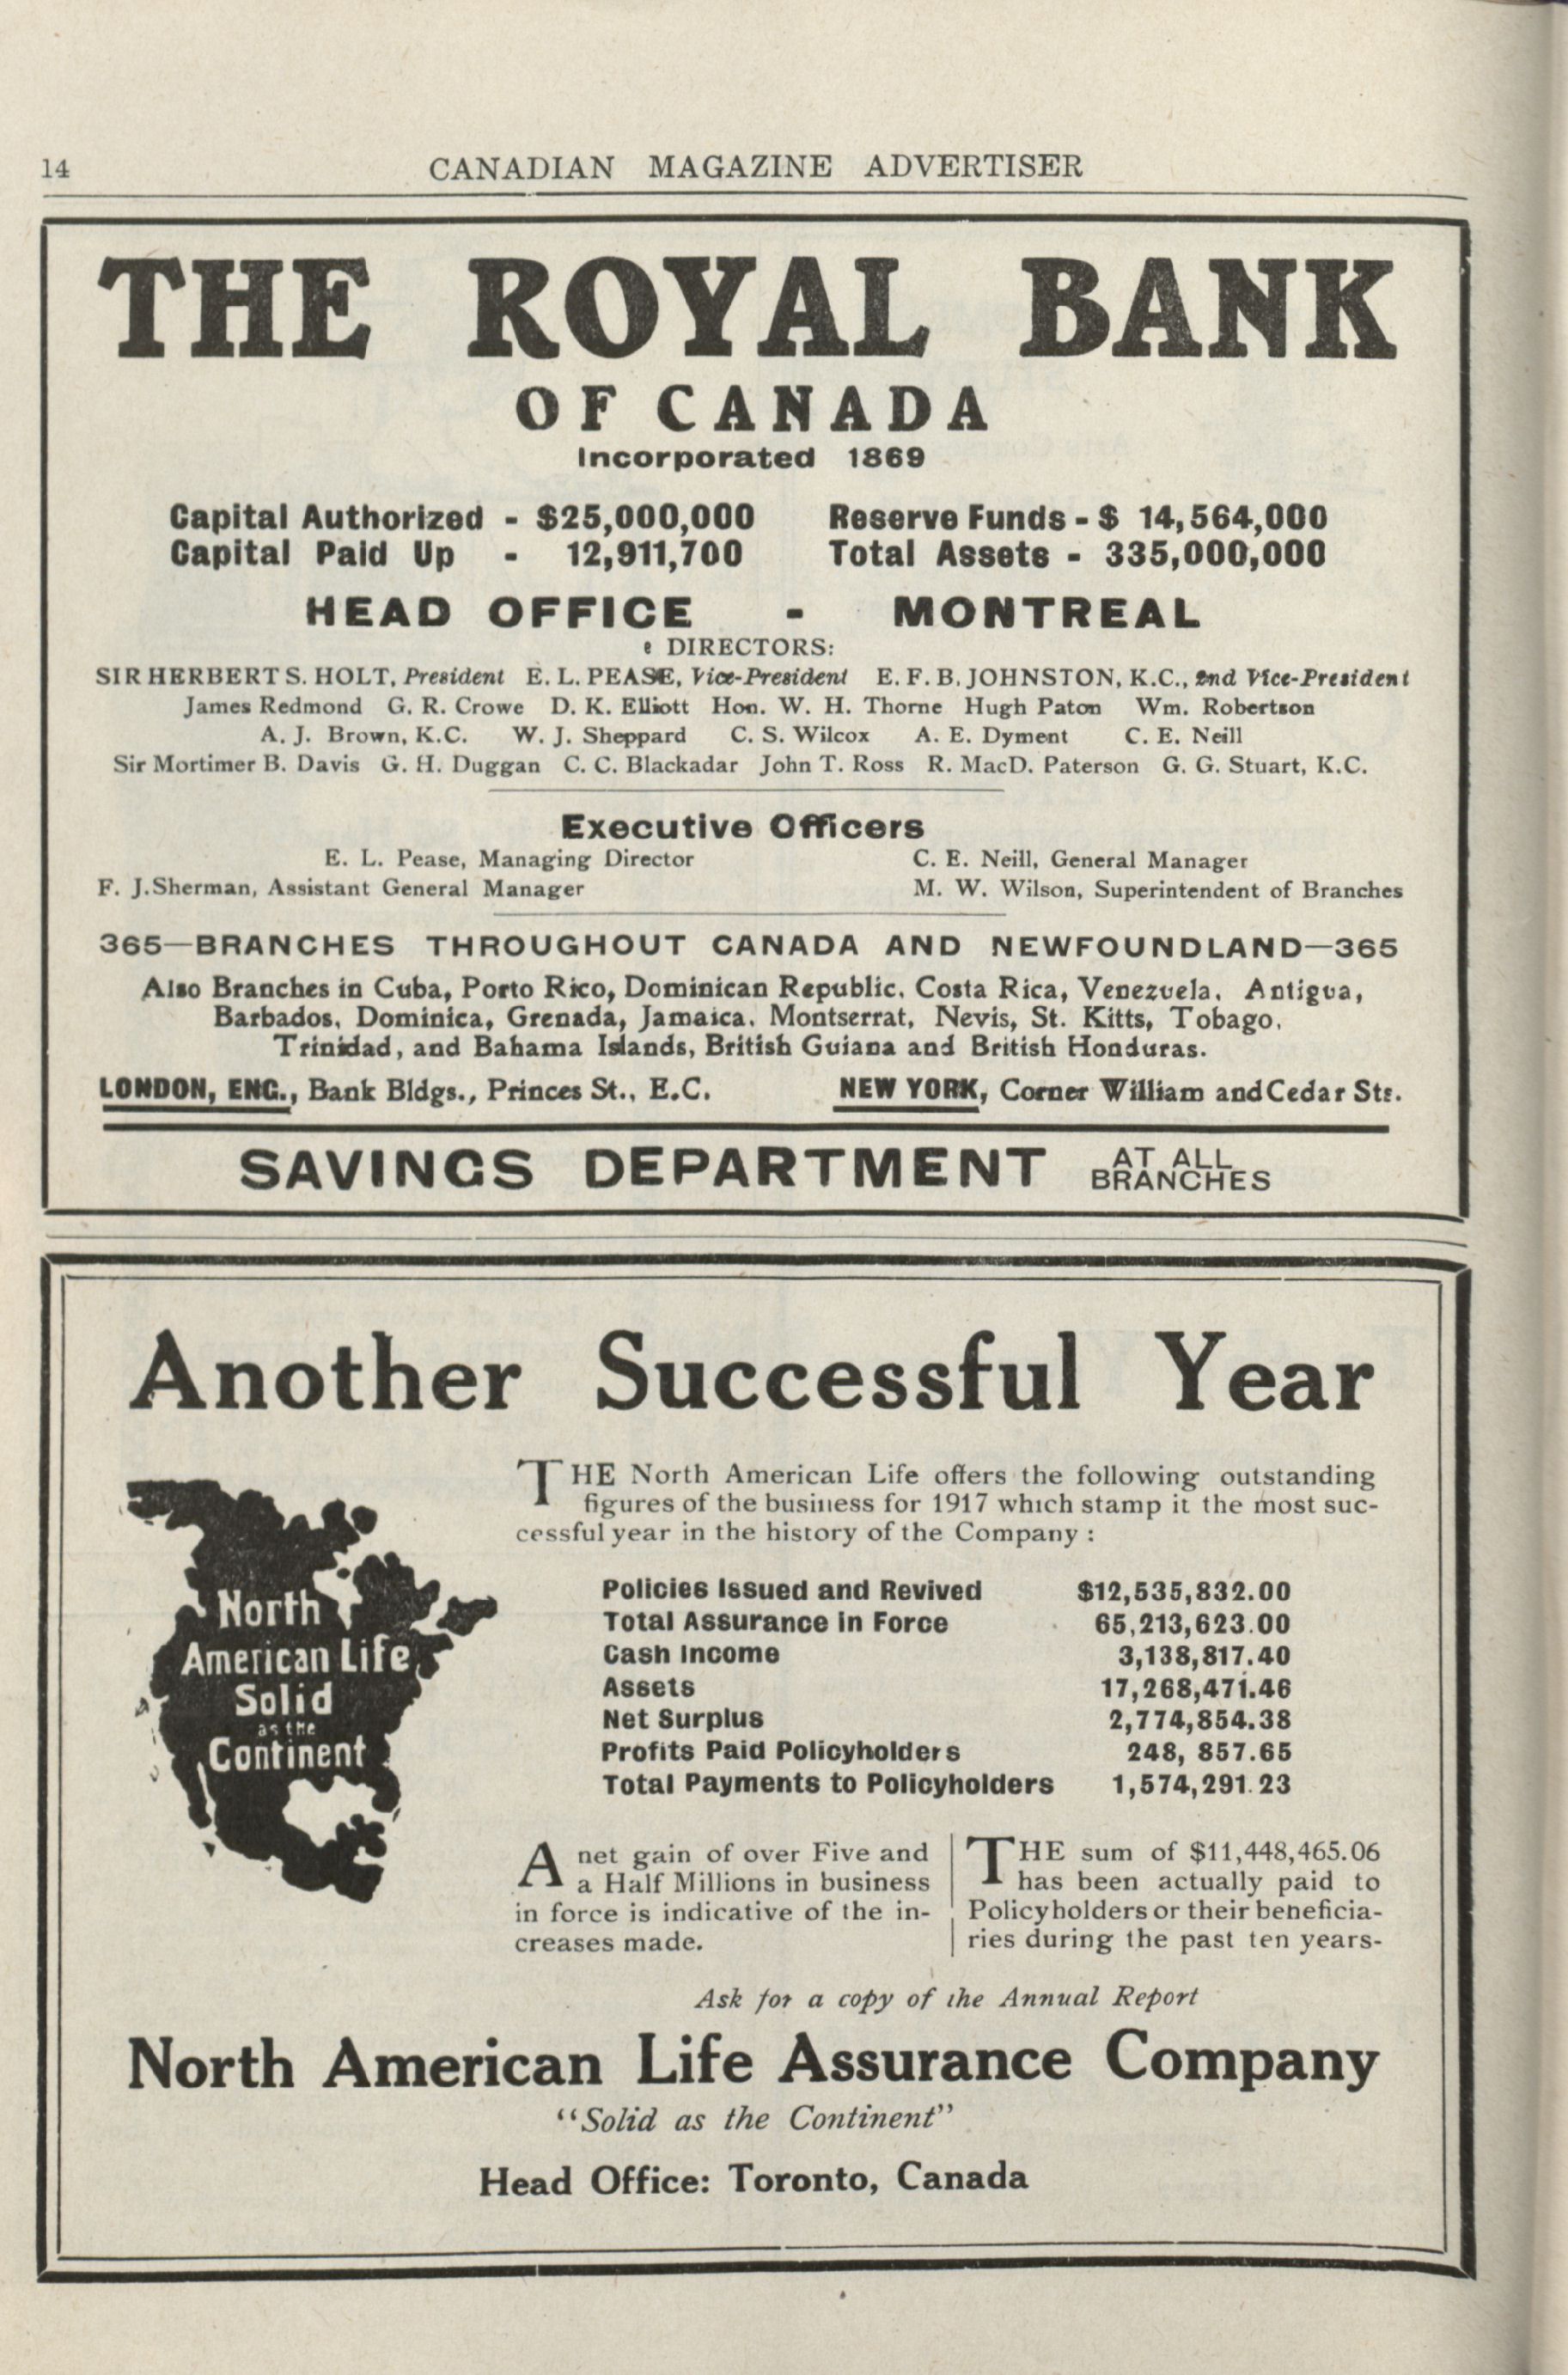 14
CANADIAN MAGAZINE ADVERTISER
THE ROYAL BANK
OF CANADA
Incorporated 1869
Capital Authorized - $25,000,000 Reserve Funds - $ 14,564,000
Capital Paid Up - 12,911,700 Total Assets - 335,000,000
HEAD OFFICE - MONTREAL
DIRECTORS:
SIR HERBERT S. HOLT, President E. L. PEASE, Vice-President E. F. B. JOHNSTON, K.C., 2nd Vice-President
James Redmond G. R. Crowe D. K. Elliott Hon. W. H. Thorne Hugh Paton Wm. Robertson
A. J. Brown, K.C. W. J. Sheppard C. S. Wilcox A. E. Dyment C. E. Neill
Sir Mortimer B. Davis G. H. Duggan C. C. Blackadar John T. Ross R. MacD. Paterson G. G. Stuart, K.C.
Executive Officers
E. L. Pease, Managing Director C. E. Neill, General Manager
F. J. Sherman, Assistant General Manager M. W. Wilson, Superintendent of Branches
365—BRANCHES THROUGHOUT CANADA AND NEWFOUNDLAND—365
Also Branches in Cuba, Porto Rico, Dominican Republic, Costa Rica, Venezuela, Antigua,
Barbados, Dominica, Grenada, Jamaica, Montserrat, Nevis, St. Kitts, Tobago,
Trinidad, and Bahama Islands, British Guiana and British Honduras.
LONDON, ENG., Bank Bldgs., Princes St., E.C. NEW YORK, Corner William and Cedar Sts.
SAVINGS DEPARTMENT AT ALL
BRANCHES
Another Successful Year
North
American Life
Solid
as the
Continent
THE North American Life offers the following outstanding
figures of the business for 1917 which stamp it the most suc-
cessful year in the history of the Company :
Policies Issued and Revived $12,535,832.00
Total Assurance in Force 65,213,623.00
Cash Income 3,138,817.40
Assets 17,268,471.46
Net Surplus 2,774,854.38
Profits Paid Policyholders 248, 857.65
Total Payments to Policyholders 1,574,291.23
A net gain of over Five and
a Half Millions in business
in force is indicative of the in-
creases made.
THE sum of $11,448,465.06
has been actually paid to
Policyholders or their beneficia-
ries during the past ten years-
Ask for a copy of the Annual Report
North American Life Assurance Company
"Solid as the Continent"
Head Office: Toronto, Canada